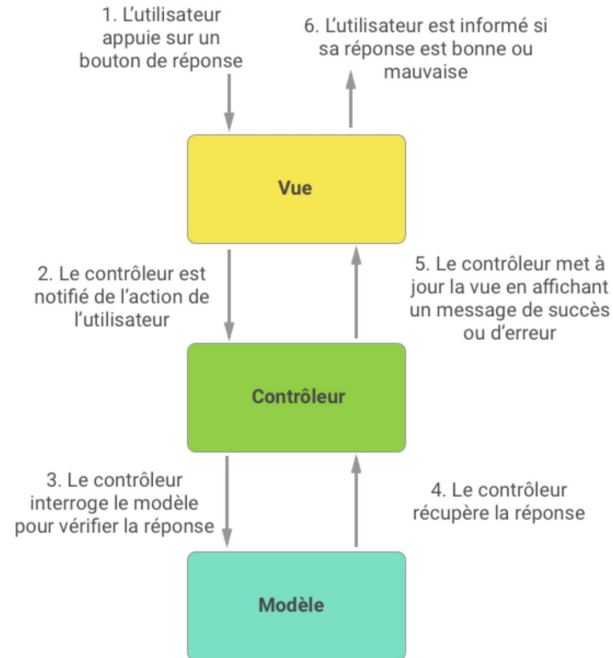 1. L’utilisateur
appuie sur un
bouton de réponse
6. L’utilisateur est informé si
sa réponse est bonne ou
mauvaise
Vue
2. Le contrôleur est
notifié de l’action de
l’utilisateur
5. Le contrôleur met à
jour la vue en affichant
un message de succès
ou d’erreur
Contrôleur
3. Le contrôleur
interroge le modèle
pour vérifier la réponse
4. Le contrôleur
récupère la réponse
Modèle